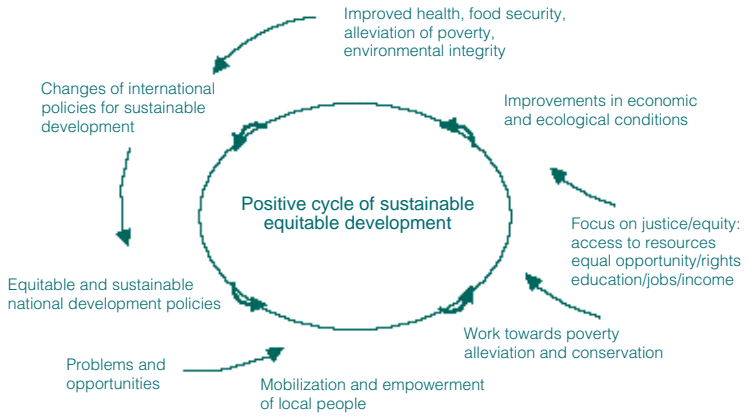 Improved health, food security,
alleviation of poverty,
environmental integrity
Changes of international
policies for sustainable
development
Improvements in economic
and ecological conditions
Positive cycle of sustainable
equitable development
Focus on justice/equity:
access to resources
equal opportunity/rights
education/jobs/income
Equitable and sustainable
national development policies
Work towards poverty
alleviation and conservation
Problems and
opportunities
Mobilization and empowerment
of local people